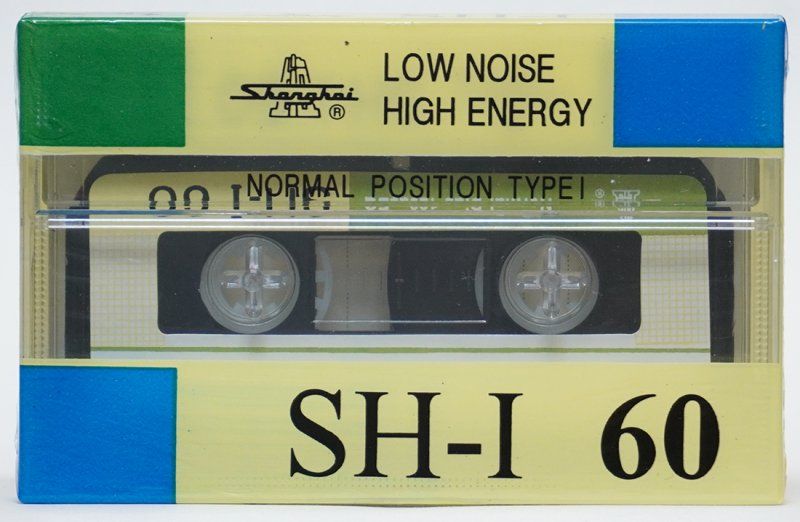 Shanghai
®
LOW NOISE
HIGH ENERGY
NORMAL POSITION TYPE I
SH-I 60